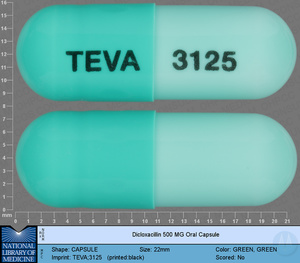 16
15
14
13
12
11
10
9
8
7
6
5
4
3
2
1
mm
TEVA 3125
0 1 2 3 4 5 6 7 8 9 10 11 12 13 14 15 16 17 18 19 20 21
NATIONAL
LIBRARY OF
MEDICINE
Dicloxacillin 500 MG Oral Capsule
Shape: CAPSULE Size: 22mm Color: GREEN, GREEN
Imprint: TEVA;3125 (printed:black) Scored: No